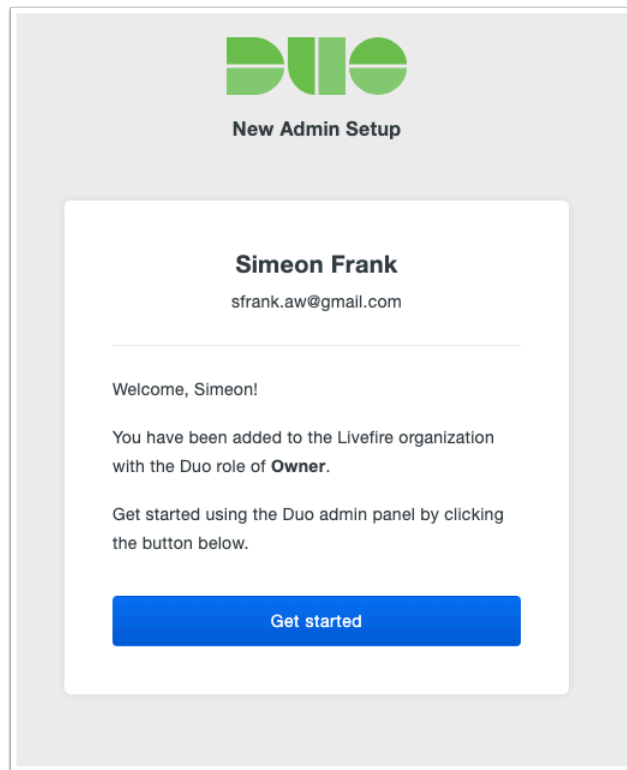 DUO
New Admin Setup
Simeon Frank
sfrank.aw@gmail.com
Welcome, Simeon!
You have been added to the Livefire organization
with the Duo role of Owner.
Get started using the Duo admin panel by clicking
the button below.
Get started